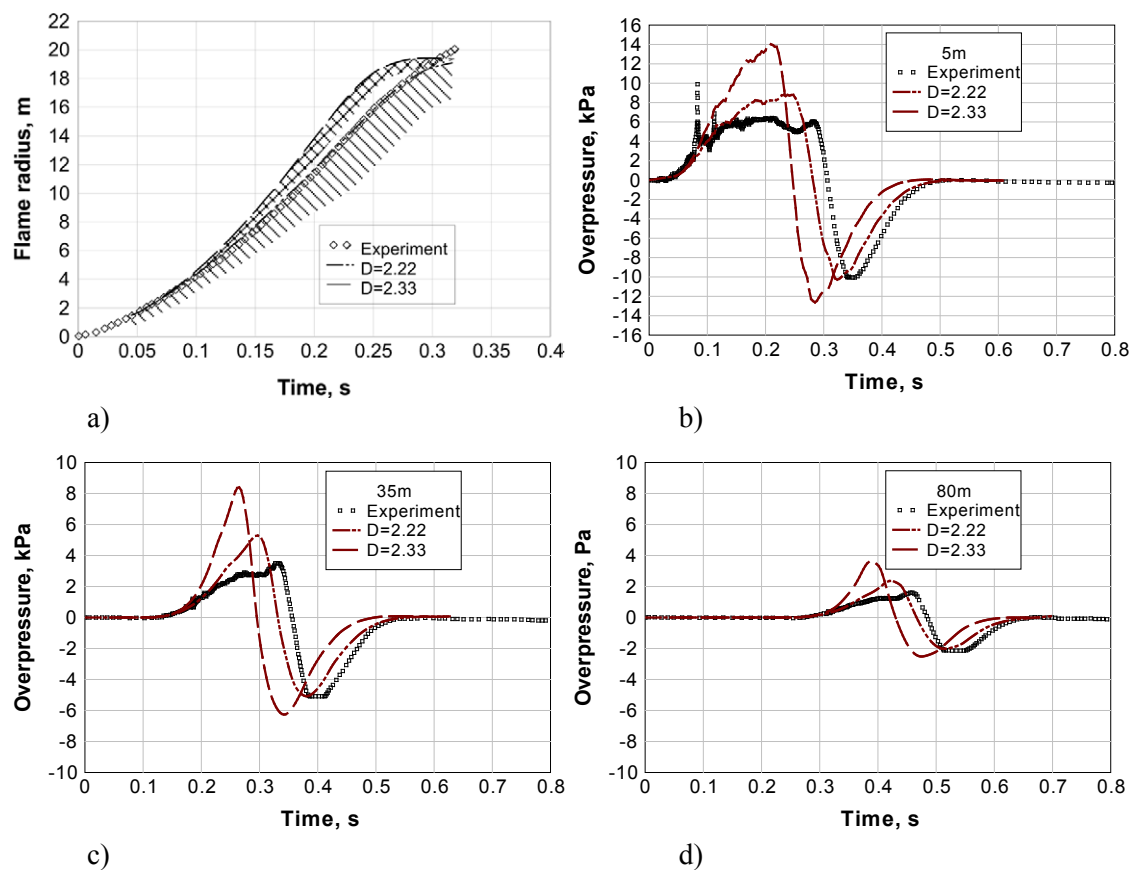 Flame radius, m
20
18
16
14
12
10
8
6
4
2
0
Experiment
D=2.22
D=2.33
0 0.05 0.1 0.15 0.2 0.25 0.3 0.35 0.4
Time, s
a)
Overpressure, kPa
16
14
12
10
8
6
4
2
0
-2
-4
-6
-8
-10
-12
-14
-16
5m
Experiment
D=2.22
D=2.33
0 0.1 0.2 0.3 0.4 0.5 0.6 0.7 0.8
Time, s
b)
Overpressure, kPa
10
8
6
4
2
0
-2
-4
-6
-8
-10
35m
Experiment
D=2.22
D=2.33
0 0.1 0.2 0.3 0.4 0.5 0.6 0.7 0.8
Time, s
c)
Overpressure, Pa
10
8
6
4
2
0
-2
-4
-6
-8
-10
80m
Experiment
D=2.22
D=2.33
0 0.1 0.2 0.3 0.4 0.5 0.6 0.7 0.8
Time, s
d)